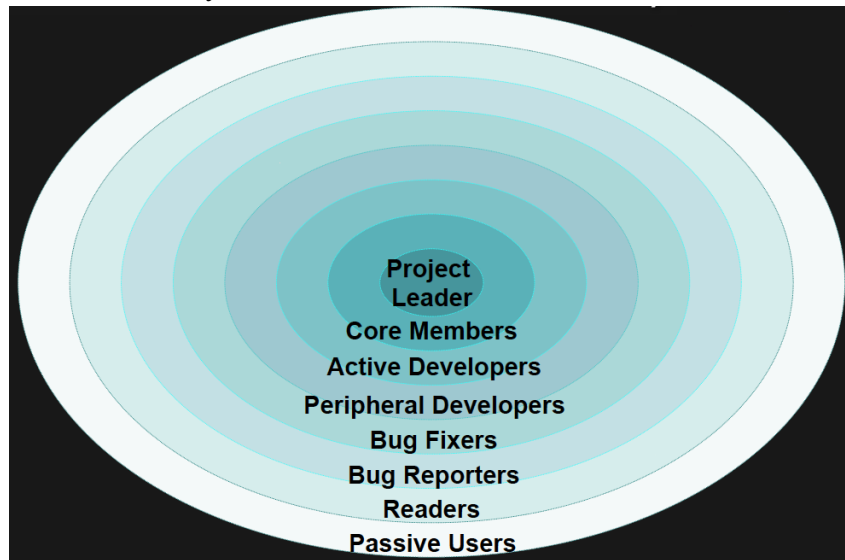 Project
Leader
Core Members
Active Developers
Peripheral Developers
Bug Fixers
Bug Reporters
Readers
Passive Users